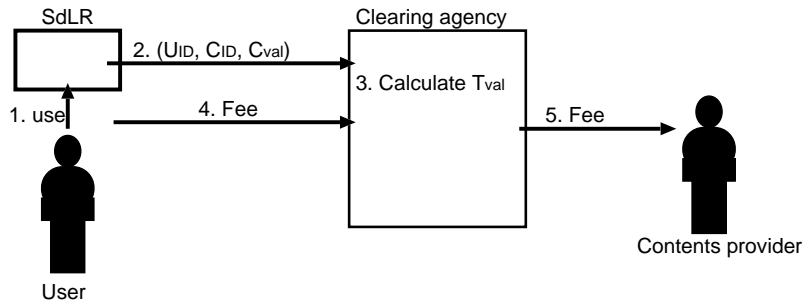 SdLR
Clearing agency
2. (UID, CID, Cval)
3. Calculate Tval
1. use
4. Fee
5. Fee
Contents provider
User